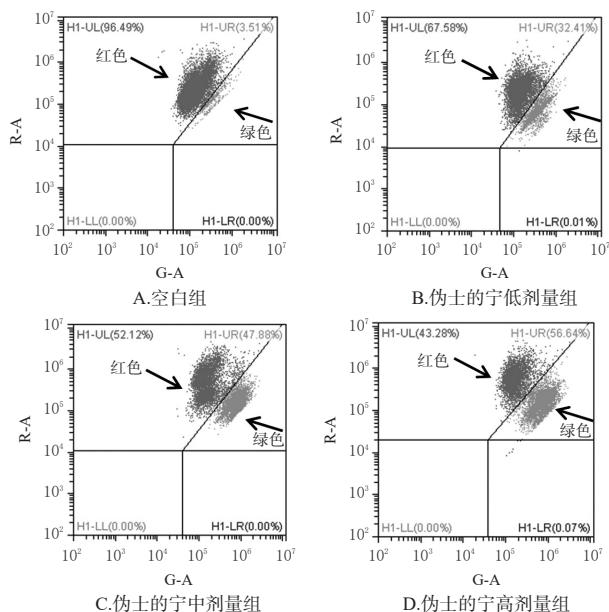 H1-UL(96.49%) H1-UR(3.51%)
红色
绿色
R-A
10⁷
10⁶
10⁵
10⁴
10³
10²
H1-LL(0.00%) H1-LR(0.00%)
10² 10³ 10⁴ 10⁵ 10⁶ 10⁷
G-A
A.空白组
H1-UL(67.58%) H1-UR(32.41%)
红色
绿色
R-A
10⁷
10⁶
10⁵
10⁴
10³
10²
H1-LL(0.00%) H1-LR(0.01%)
10² 10³ 10⁴ 10⁵ 10⁶ 10⁷
G-A
B.伪士的宁低剂量组
H1-UL(52.12%) H1-UR(47.88%)
红色
绿色
R-A
10⁷
10⁶
10⁵
10⁴
10³
10²
H1-LL(0.00%) H1-LR(0.00%)
10² 10³ 10⁴ 10⁵ 10⁶ 10⁷
G-A
C.伪士的宁中剂量组
H1-UL(43.28%) H1-UR(56.64%)
红色
绿色
R-A
10⁷
10⁶
10⁵
10⁴
10³
10²
H1-LL(0.00%) H1-LR(0.07%)
10² 10³ 10⁴ 10⁵ 10⁶ 10⁷
G-A
D.伪士的宁高剂量组